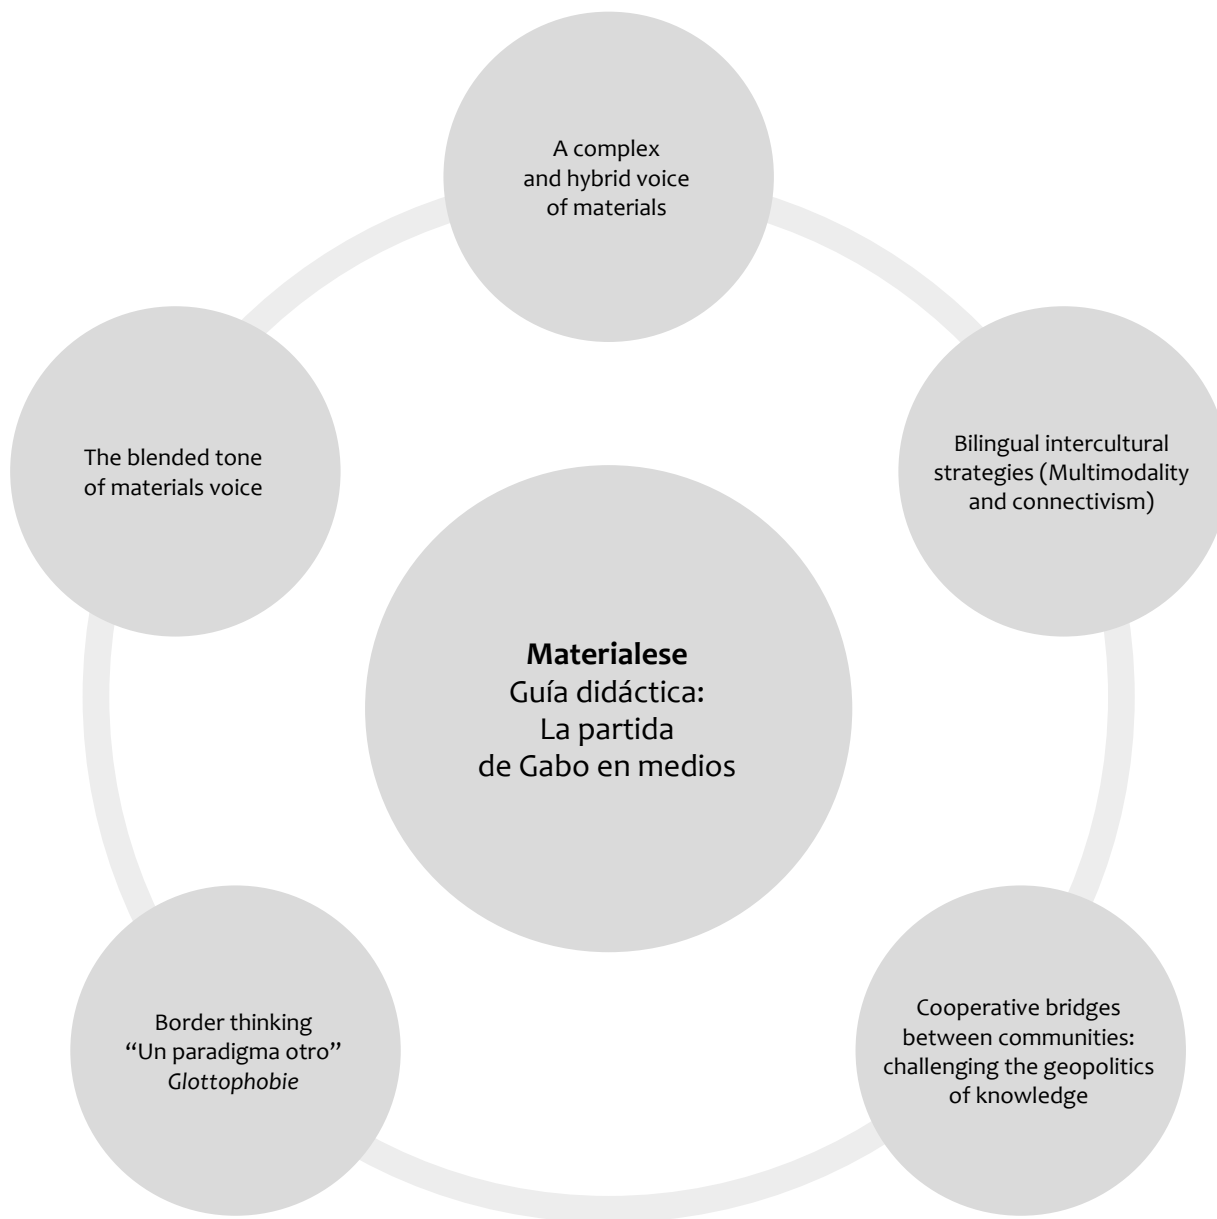 A complex
and hybrid voice
of materials
Bilingual intercultural
strategies (Multimodality
and connectivism)
The blended tone
of materials voice
Materialese
Guía didáctica:
La partida
de Gabo en medios
Cooperative bridges
between communities:
challenging the geopolitics
of knowledge
Border thinking
“Un paradigma otro”
Glottophobie